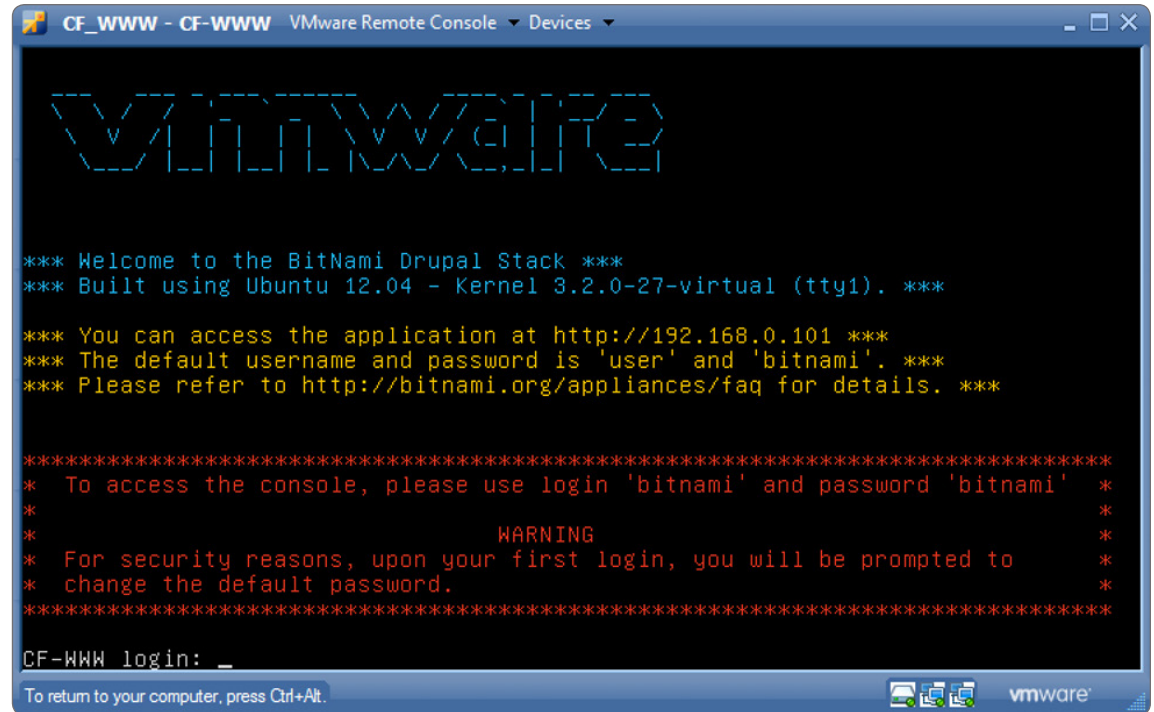 CF_WWW - CF-WWW VMware Remote Console Devices
vmware
*** Welcome to the BitNami Drupal Stack ***
*** Built using Ubuntu 12.04 - Kernel 3.2.0-27-virtual (tty1). ***
*** You can access the application at http://192.168.0.101 ***
*** The default username and password is 'user' and 'bitnami'. ***
*** Please refer to http://bitnami.org/appliances/faq for details. ***
******************************************************************************
* To access the console, please use login 'bitnami' and password 'bitnami' *
* *
* WARNING *
* For security reasons, upon your first login, you will be prompted to *
* change the default password. *
******************************************************************************
CF-WWW login: _
To return to your computer, press Ctrl+Alt.
vmware